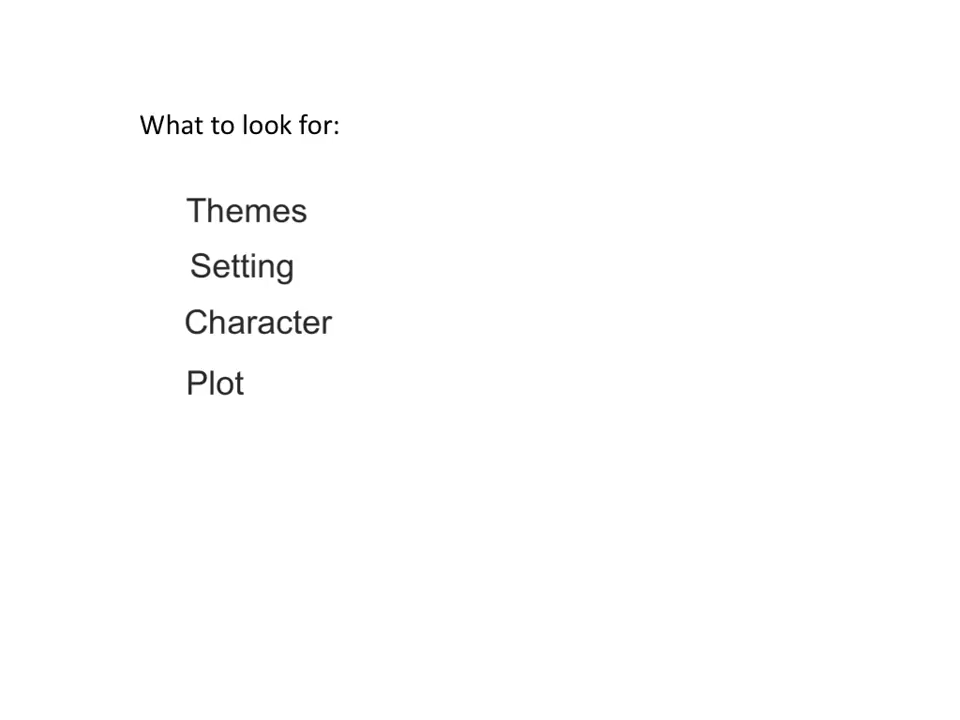 What to look for:
Themes
Setting
Character
Plot